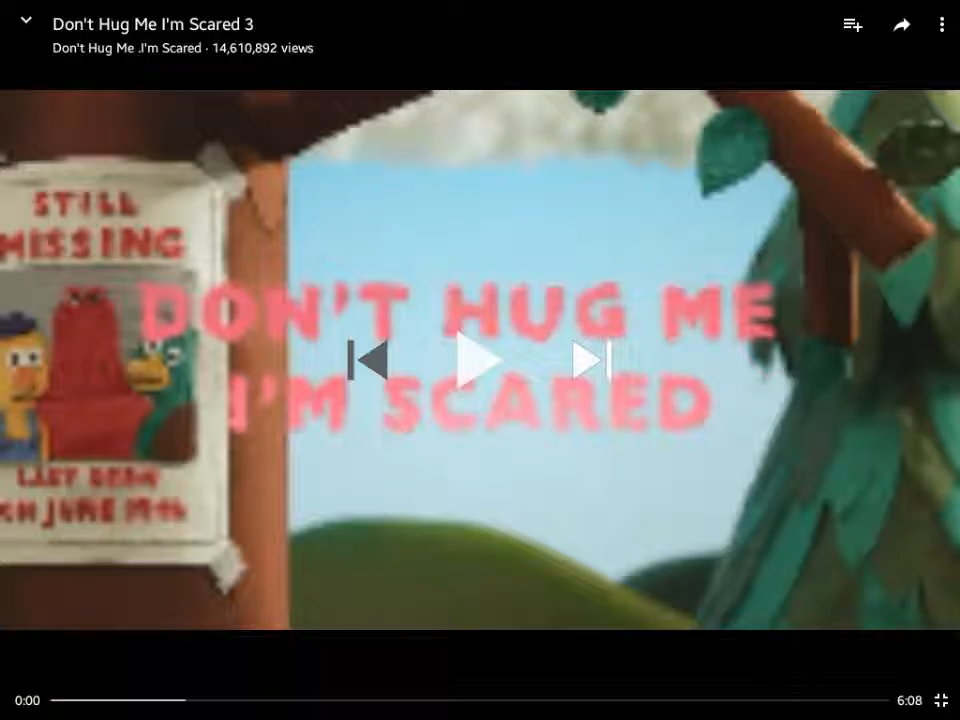 Don't Hug Me I'm Scared 3
Don't Hug Me .I'm Scared · 14,610,892 views
STILL
MISSING
DON'T HUG ME
I'M SCARED
LAST SEEN
JUNE
0:00
6:08